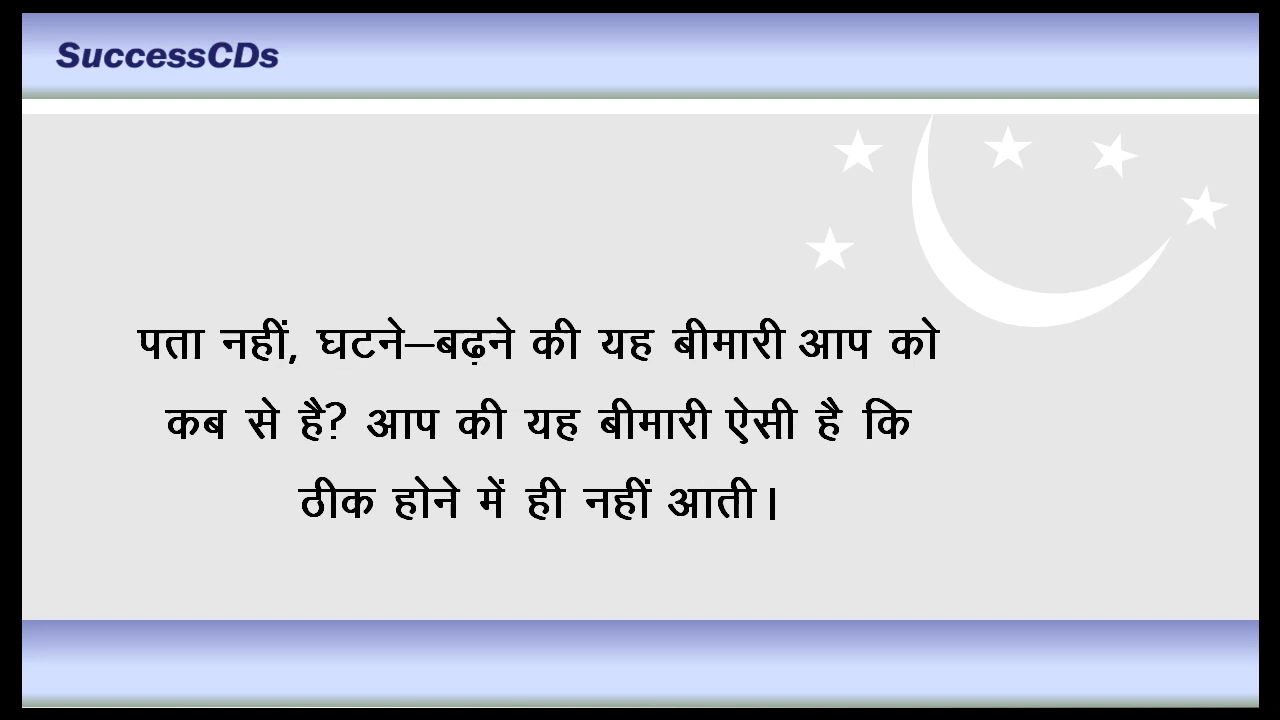 SuccessCDs
पता नहीं, घटने–बढ़ने की यह बीमारी आप को
कब से है? आप की यह बीमारी ऐसी है कि
ठीक होने में ही नहीं आती।